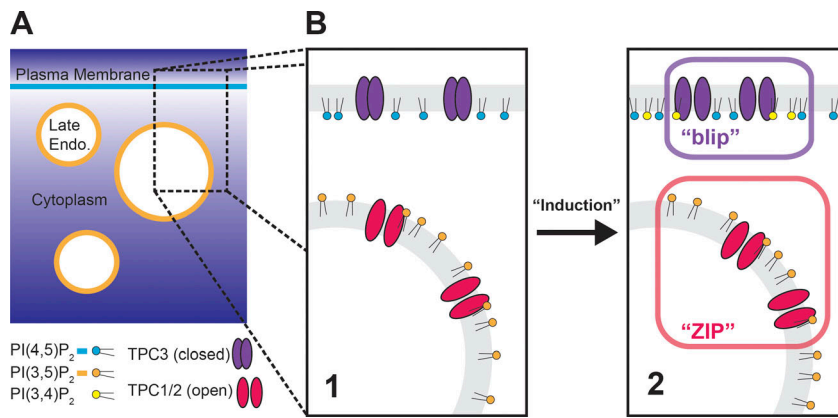 A
B
Plasma Membrane
Late
Endo.
Cytoplasm
PI(4,5)P2
PI(3,5)P2
PI(3,4)P2
TPC3 (closed)
TPC1/2 (open)
1
“Induction”
“blip”
“ZIP”
2